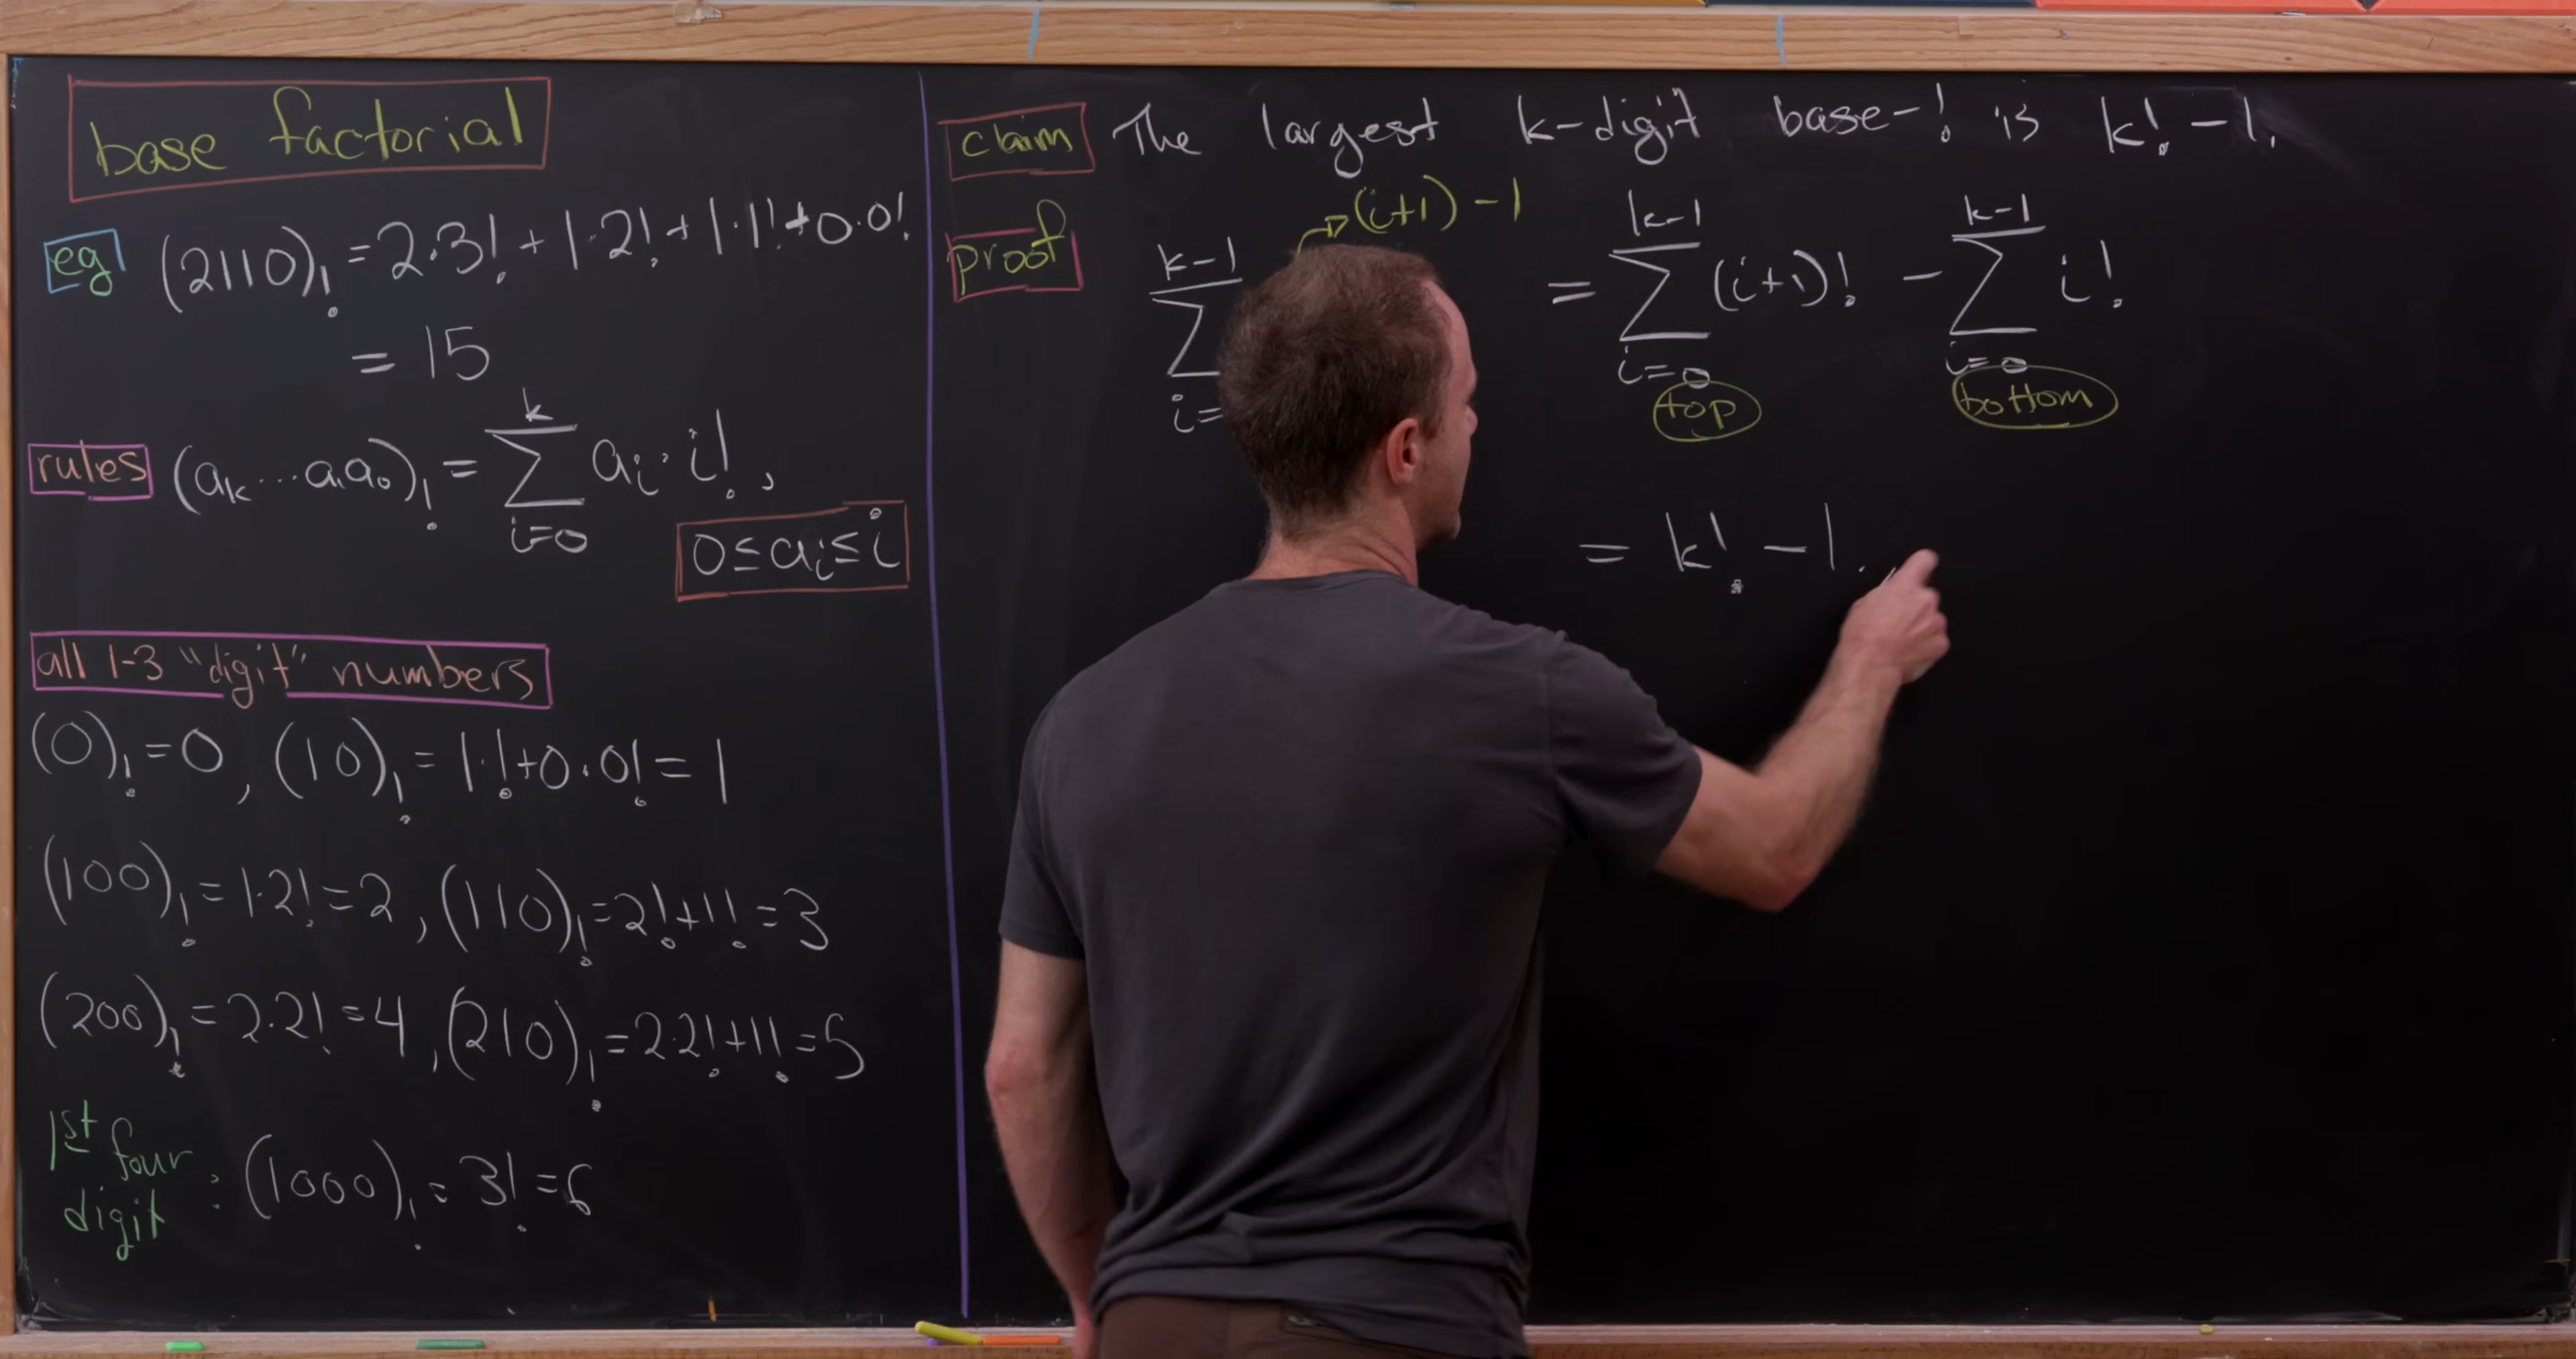 base factorial
eg (2110)! = 2·3! + 1·2! + 1·1! + 0·0!
= 15
rules (aₖ...a₁a₀)! = ∑ᵢ₌₀ᵏ aᵢ·i!,
0≤aᵢ≤i
all 1-3 "digit" numbers
(0)! = 0, (10)! = 1·1!+0·0! = 1
(100)! = 1·2! = 2, (110)! = 2!+1! = 3
(200)! = 2·2! = 4, (210)! = 2·2!+1! = 5
1st four digit : (1000)! = 3! = 6
claim The largest k-digit base-! is k! - 1.
proof
(i+1) - 1
k-1 ∑ i= = ∑ᵢ₌₀ᵏ⁻¹ (i+1)! - ∑ᵢ₌₀ᵏ⁻¹ i!
top bottom
= k! - 1.